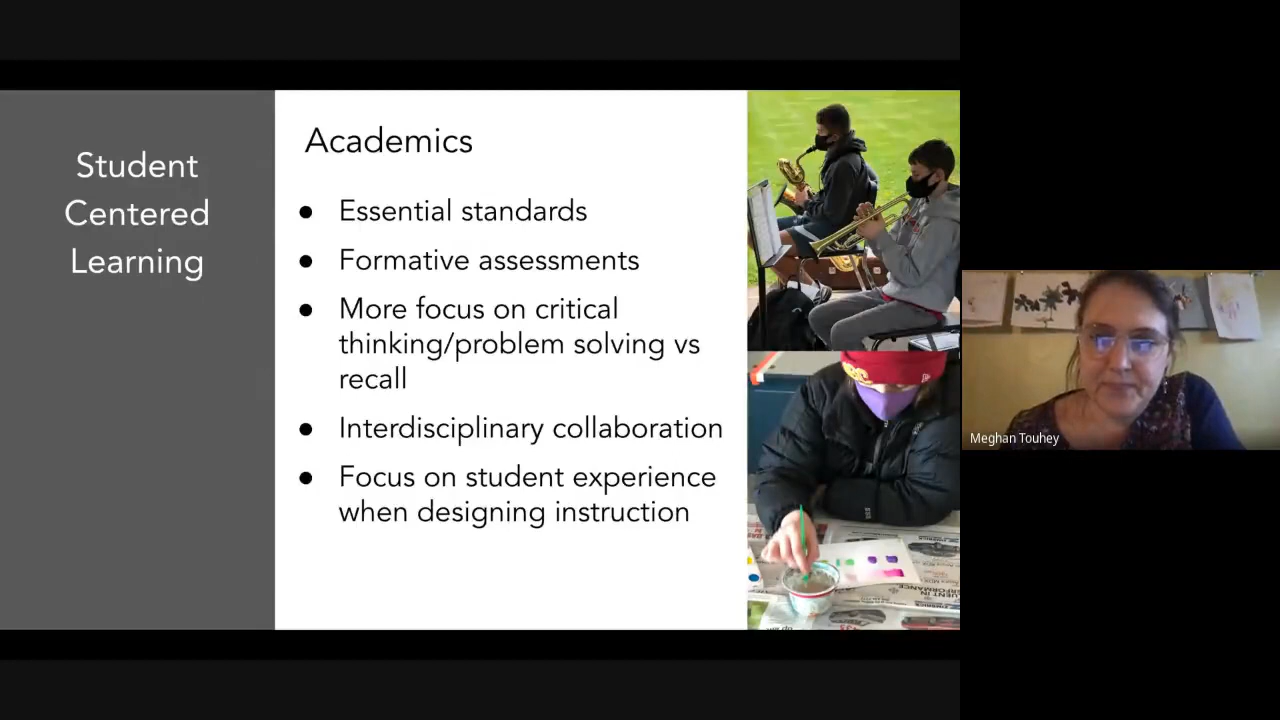 Student
Centered
Learning
Academics
● Essential standards
● Formative assessments
● More focus on critical
thinking/problem solving vs
recall
● Interdisciplinary collaboration
● Focus on student experience
when designing instruction
Meghan Touhey